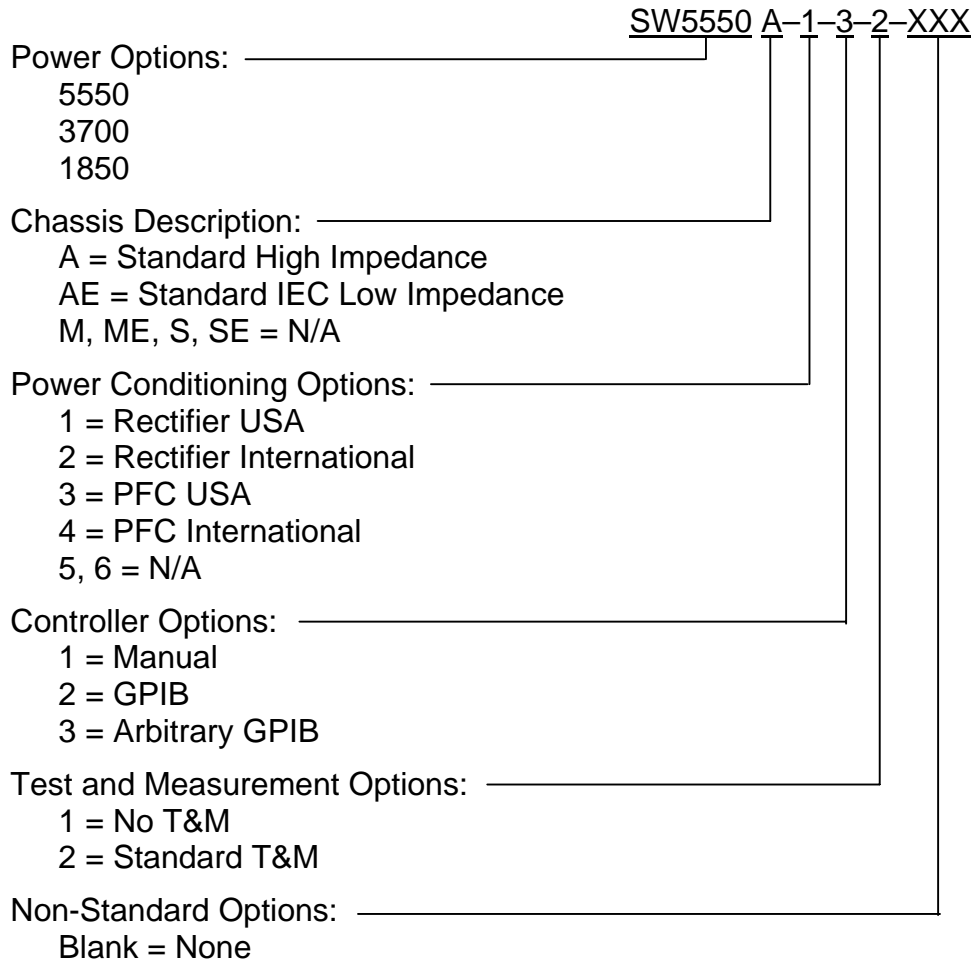 SW5550 A–1–3–2–XXX
Power Options:
5550
3700
1850
Chassis Description:
A = Standard High Impedance
AE = Standard IEC Low Impedance
M, ME, S, SE = N/A
Power Conditioning Options:
1 = Rectifier USA
2 = Rectifier International
3 = PFC USA
4 = PFC International
5, 6 = N/A
Controller Options:
1 = Manual
2 = GPIB
3 = Arbitrary GPIB
Test and Measurement Options:
1 = No T&M
2 = Standard T&M
Non-Standard Options:
Blank = None